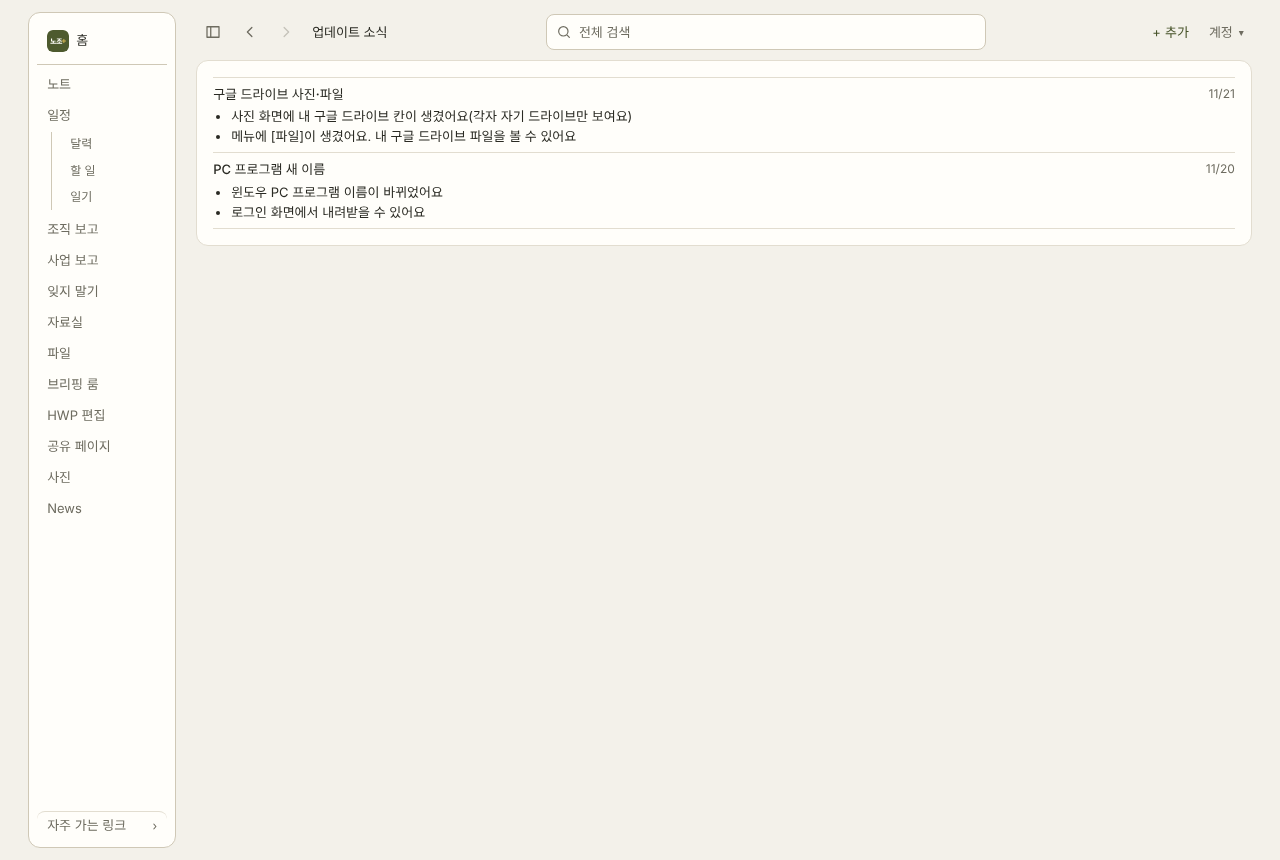 노조
홈
노트
일정
달력
할 일
일기
조직 보고
사업 보고
잊지 말기
자료실
파일
브리핑 룸
HWP 편집
공유 페이지
사진
News
자주 가는 링크 ›
업데이트 소식
전체 검색
+ 추가
계정 ▾
구글 드라이브 사진·파일 11/21
• 사진 화면에 내 구글 드라이브 칸이 생겼어요(각자 자기 드라이브만 보여요)
• 메뉴에 [파일]이 생겼어요. 내 구글 드라이브 파일을 볼 수 있어요
PC 프로그램 새 이름 11/20
• 윈도우 PC 프로그램 이름이 바뀌었어요
• 로그인 화면에서 내려받을 수 있어요